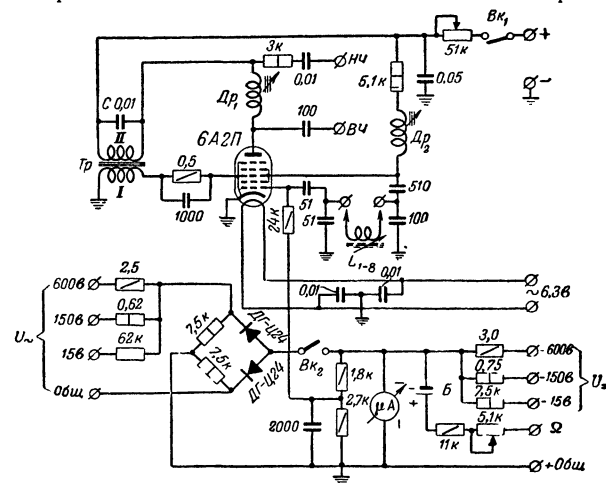 Вк₁
+
51к
3к
НЧ
0,01
5,1к
0,05
−
С 0,01
Др₁
100
ВЧ
Др₂
II
6А2П
Тр
I
0,5
1000
51
51
510
100
24к
L₁₋₈
600в
2,5
0,01
0,01
~6,3в
150в
0,62
U~
15в
62к
7,5к
ДГ-Ц24
7,5к
ДГ-Ц24
Вк₂
3,0
-600в
0,75
-150в
U=
7,5к
-15в
Общ
1,8к
μA
−
+
Б
2,7к
5,1к
Ω
2000
11к
+Общ